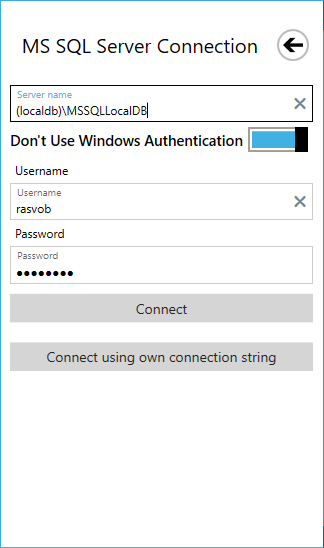 MS SQL Server Connection
Server name
(localdb)\MSSQLLocalDB
Don't Use Windows Authentication
Username
Username
rasvob
Password
Password
●●●●●●●●
Connect
Connect using own connection string